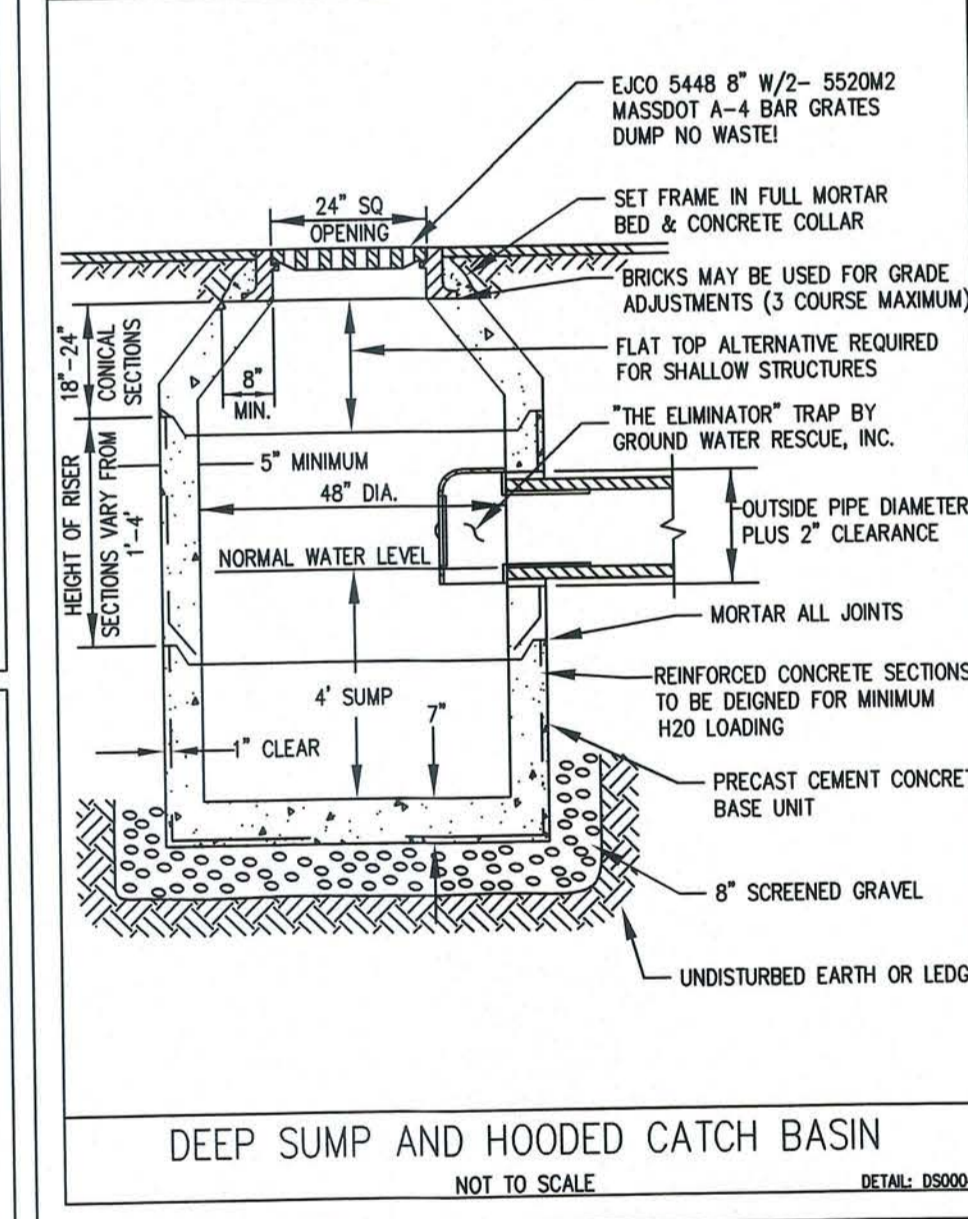 EJCO 5448 8" W/2- 5520M2
MASSDOT A-4 BAR GRATES
DUMP NO WASTE!
24" SQ
OPENING
SET FRAME IN FULL MORTAR
BED & CONCRETE COLLAR
BRICKS MAY BE USED FOR GRADE
ADJUSTMENTS (3 COURSE MAXIMUM)
18"-24"
CONICAL
SECTIONS
8"
MIN.
FLAT TOP ALTERNATIVE REQUIRED
FOR SHALLOW STRUCTURES
"THE ELIMINATOR" TRAP BY
GROUND WATER RESCUE, INC.
HEIGHT OF RISER
SECTIONS VARY FROM
1'-4'
5" MINIMUM
48" DIA.
OUTSIDE PIPE DIAMETER
PLUS 2" CLEARANCE
NORMAL WATER LEVEL
MORTAR ALL JOINTS
4' SUMP
7"
REINFORCED CONCRETE SECTIONS
TO BE DEIGNED FOR MINIMUM
H20 LOADING
1" CLEAR
PRECAST CEMENT CONCRET
BASE UNIT
8" SCREENED GRAVEL
UNDISTURBED EARTH OR LEDG
DEEP SUMP AND HOODED CATCH BASIN
NOT TO SCALE
DETAIL: DS000